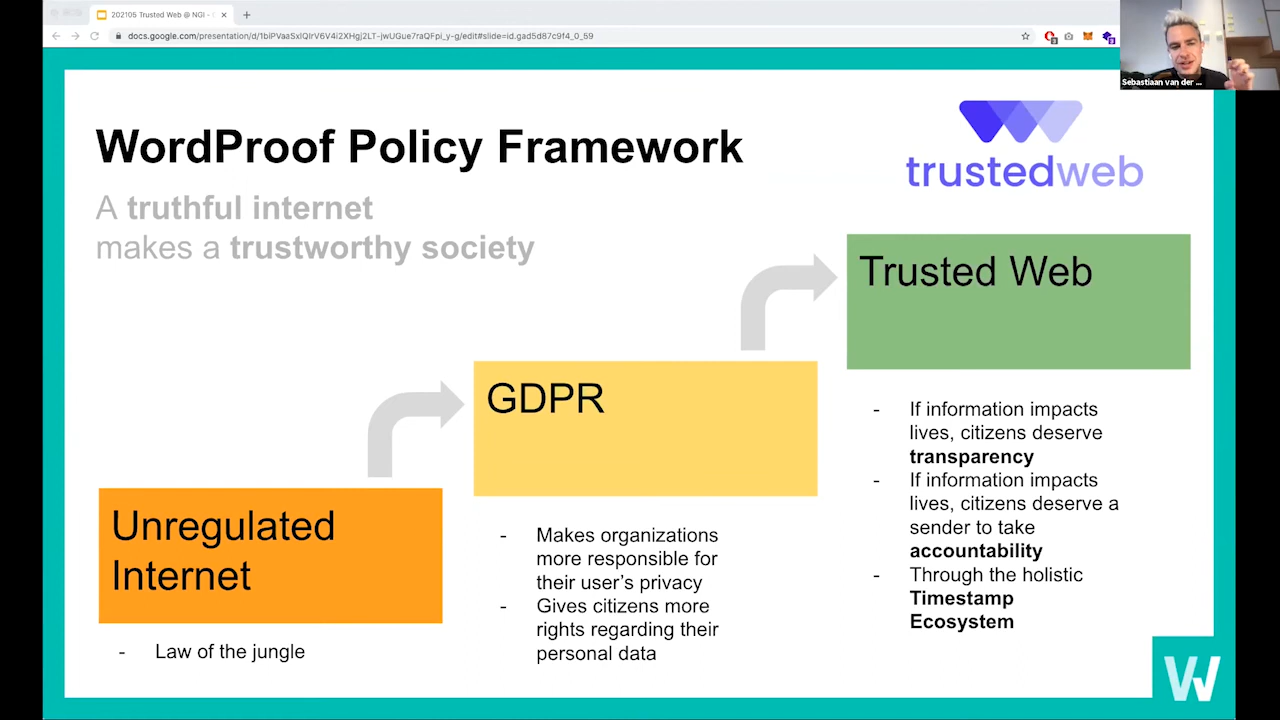 202105 Trusted Web @ NGI - 
docs.google.com/presentation/d/1biPVaaSxlQIrV6V4i2XHgj2LT-jwUGue7raQFpi_y-g/edit#slide=id.gad5d87c9f4_0_59
Sebastiaan van der ...
WordProof Policy Framework
trustedweb
A truthful internet
makes a trustworthy society
Trusted Web
- If information impacts
lives, citizens deserve
transparency
- If information impacts
lives, citizens deserve a
sender to take
accountability
- Through the holistic
Timestamp
Ecosystem
GDPR
- Makes organizations
more responsible for
their user's privacy
- Gives citizens more
rights regarding their
personal data
Unregulated
Internet
- Law of the jungle
W